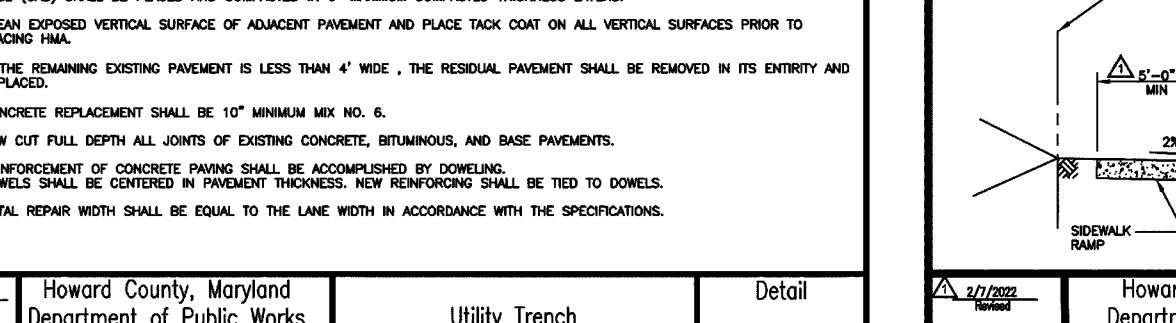 EAN EXPOSED VERTICAL SURFACE OF ADJACENT PAVEMENT AND PLACE TACK COAT ON ALL VERTICAL SURFACES PRIOR TO
ACING HMA.
THE REMAINING EXISTING PAVEMENT IS LESS THAN 4' WIDE , THE RESIDUAL PAVEMENT SHALL BE REMOVED IN ITS ENTIRITY AND
PLACED.
NCRETE REPLACEMENT SHALL BE 10" MINIMUM MIX NO. 6.
W CUT FULL DEPTH ALL JOINTS OF EXISTING CONCRETE, BITUMINOUS, AND BASE PAVEMENTS.
NFORCEMENT OF CONCRETE PAVING SHALL BE ACCOMPLISHED BY DOWELING.
WELS SHALL BE CENTERED IN PAVEMENT THICKNESS. NEW REINFORCING SHALL BE TIED TO DOWELS.
TAL REPAIR WIDTH SHALL BE EQUAL TO THE LANE WIDTH IN ACCORDANCE WITH THE SPECIFICATIONS.
Howard County, Maryland
Department of Public Works
Utility Trench
Detail
1
5'-0"
MIN
2%
SIDEWALK
RAMP
1
2/7/2022
Revised
Howar
Departm